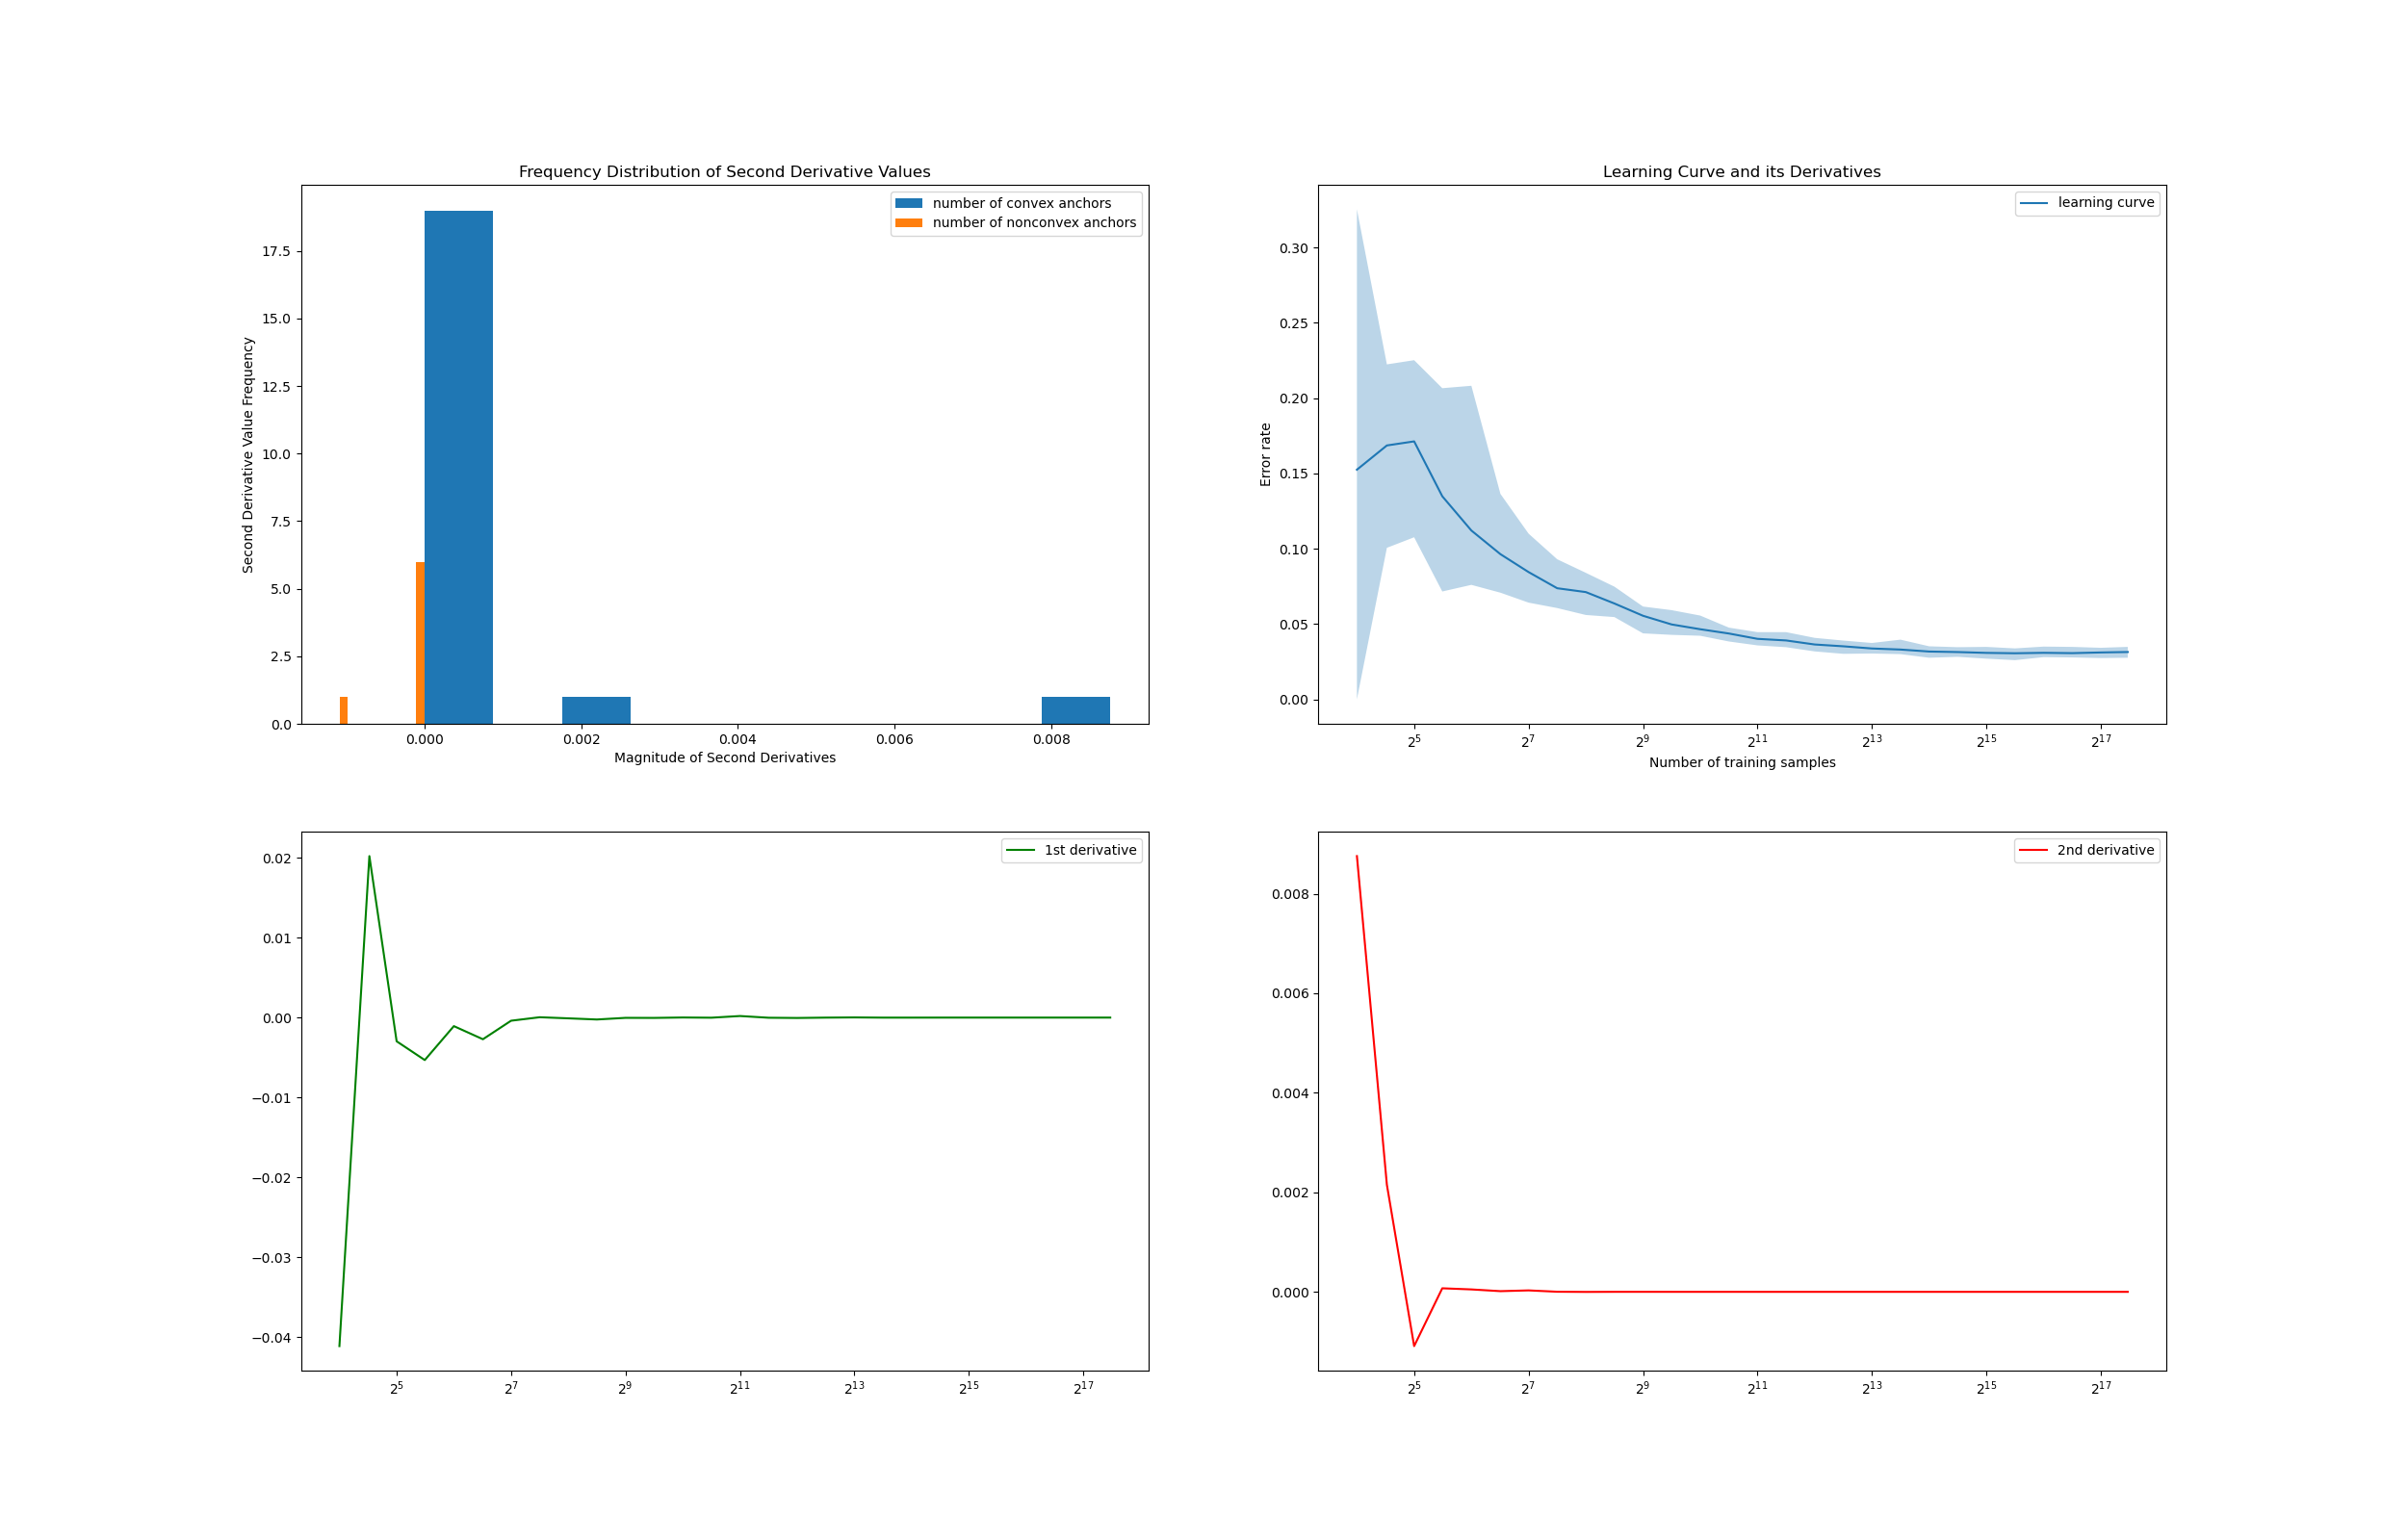 Frequency Distribution of Second Derivative Values
number of convex anchors
number of nonconvex anchors
17.5
15.0
12.5
10.0
7.5
5.0
2.5
0.0
Second Derivative Value Frequency
0.000 0.002 0.004 0.006 0.008
Magnitude of Second Derivatives
Learning Curve and its Derivatives
learning curve
0.30
0.25
0.20
0.15
0.10
0.05
0.00
Error rate
2^5 2^7 2^9 2^11 2^13 2^15 2^17
Number of training samples
1st derivative
0.02
0.01
0.00
−0.01
−0.02
−0.03
−0.04
2^5 2^7 2^9 2^11 2^13 2^15 2^17
2nd derivative
0.008
0.006
0.004
0.002
0.000
2^5 2^7 2^9 2^11 2^13 2^15 2^17